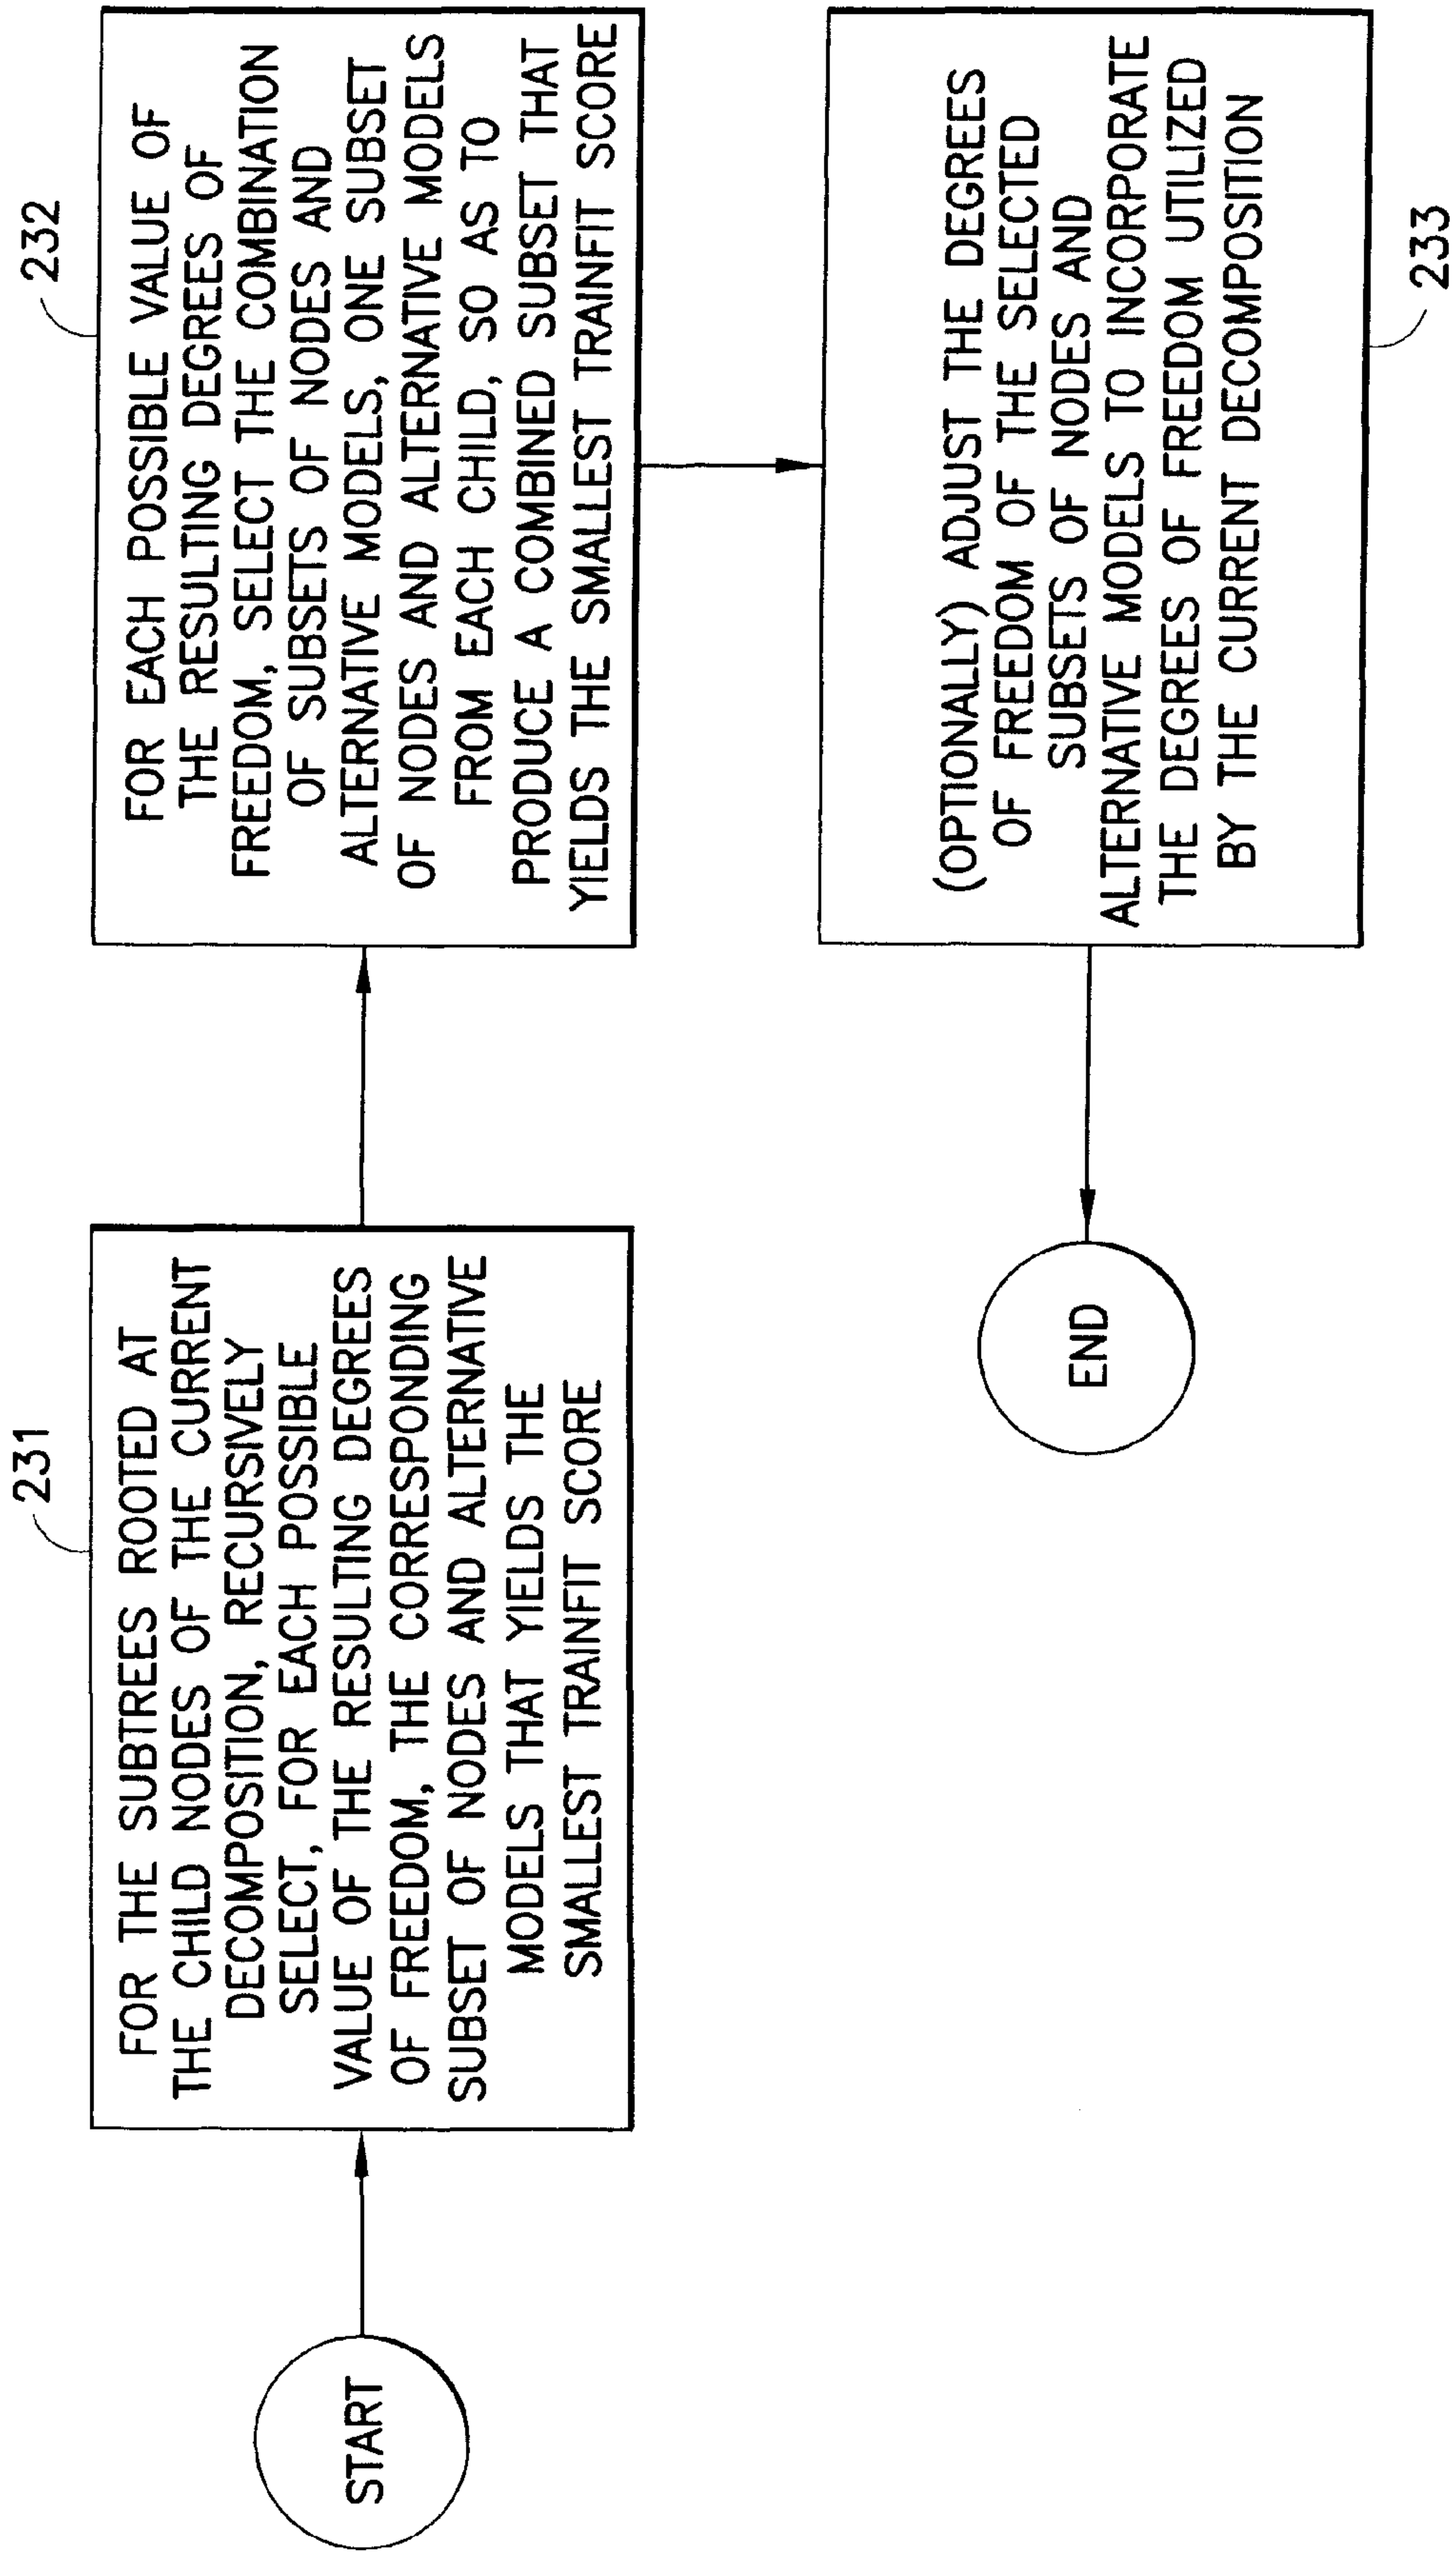 START
231
FOR THE SUBTREES ROOTED AT
THE CHILD NODES OF THE CURRENT
DECOMPOSITION, RECURSIVELY
SELECT, FOR EACH POSSIBLE
VALUE OF THE RESULTING DEGREES
OF FREEDOM, THE CORRESPONDING
SUBSET OF NODES AND ALTERNATIVE
MODELS THAT YIELDS THE
SMALLEST TRAINFIT SCORE
232
FOR EACH POSSIBLE VALUE OF
THE RESULTING DEGREES OF
FREEDOM, SELECT THE COMBINATION
OF SUBSETS OF NODES AND
ALTERNATIVE MODELS, ONE SUBSET
OF NODES AND ALTERNATIVE MODELS
FROM EACH CHILD, SO AS TO
PRODUCE A COMBINED SUBSET THAT
YIELDS THE SMALLEST TRAINFIT SCORE
(OPTIONALLY) ADJUST THE DEGREES
OF FREEDOM OF THE SELECTED
SUBSETS OF NODES AND
ALTERNATIVE MODELS TO INCORPORATE
THE DEGREES OF FREEDOM UTILIZED
BY THE CURRENT DECOMPOSITION
233
END